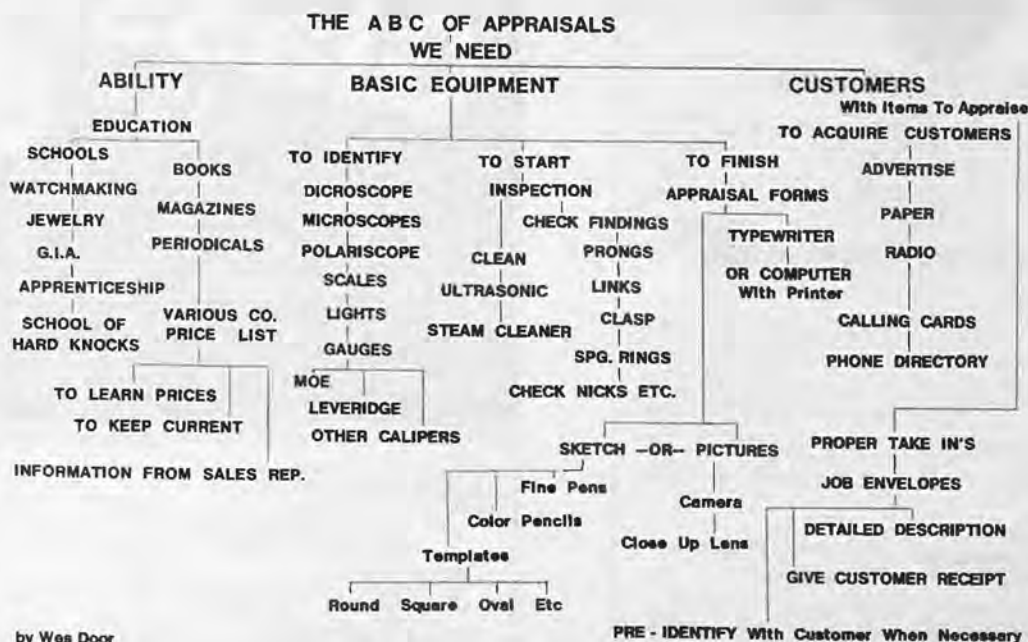 THE A B C OF APPRAISALS
WE NEED
ABILITY
EDUCATION
SCHOOLS
WATCHMAKING
JEWELRY
G.I.A.
APPRENTICESHIP
SCHOOL OF
HARD KNOCKS
BOOKS
MAGAZINES
PERIODICALS
VARIOUS CO.
PRICE LIST
TO LEARN PRICES
TO KEEP CURRENT
INFORMATION FROM SALES REP.
BASIC EQUIPMENT
TO IDENTIFY
DICROSCOPE
MICROSCOPES
POLARISCOPE
SCALES
LIGHTS
GAUGES
MOE
LEVERIDGE
OTHER CALIPERS
TO START
INSPECTION
CLEAN
ULTRASONIC
STEAM CLEANER
CHECK FINDINGS
PRONGS
LINKS
CLASP
SPG. RINGS
CHECK NICKS ETC.
TO FINISH
APPRAISAL FORMS
TYPEWRITER
OR COMPUTER
With Printer
SKETCH —OR— PICTURES
Fine Pens
Color Pencils
Templates
Round Square Oval Etc
Camera
Close Up Lens
CUSTOMERS
With Items To Appraise
TO ACQUIRE CUSTOMERS
ADVERTISE
PAPER
RADIO
CALLING CARDS
PHONE DIRECTORY
PROPER TAKE IN'S
JOB ENVELOPES
DETAILED DESCRIPTION
GIVE CUSTOMER RECEIPT
PRE - IDENTIFY With Customer When Necessary
by Wes Door